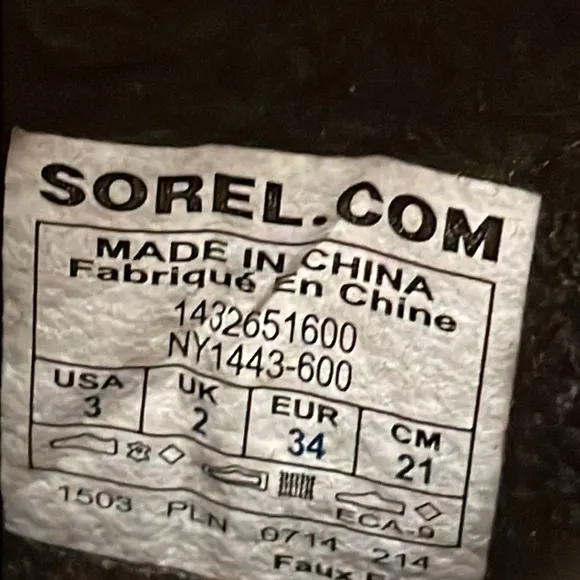 SOREL.COM
MADE IN CHINA
Fabriqué En Chine
1432651600
NY1443-600
USA UK EUR CM
3 2 34 21
ECA-9
1503 PLN 0714 214
Faux